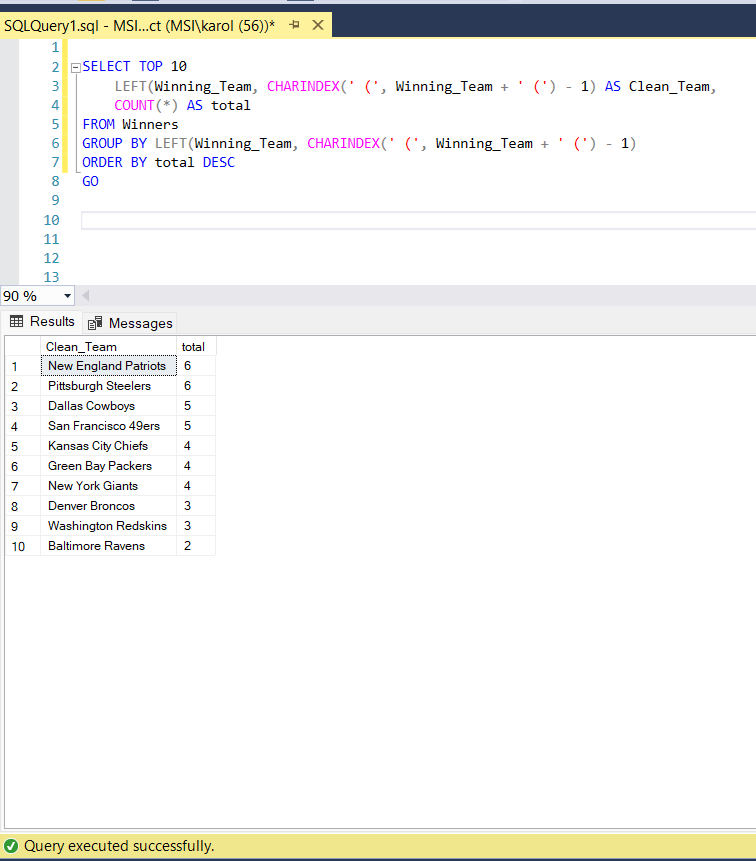 SQLQuery1.sql - MSI...ct (MSI\karol (56))*
1
2 SELECT TOP 10
3 LEFT(Winning_Team, CHARINDEX(' (', Winning_Team + ' (') - 1) AS Clean_Team,
4 COUNT(*) AS total
5 FROM Winners
6 GROUP BY LEFT(Winning_Team, CHARINDEX(' (', Winning_Team + ' (') - 1)
7 ORDER BY total DESC
8 GO
9
10
11
12
13
90 %
Results Messages
Clean_Team total
1 New England Patriots 6
2 Pittsburgh Steelers 6
3 Dallas Cowboys 5
4 San Francisco 49ers 5
5 Kansas City Chiefs 4
6 Green Bay Packers 4
7 New York Giants 4
8 Denver Broncos 3
9 Washington Redskins 3
10 Baltimore Ravens 2
Query executed successfully.